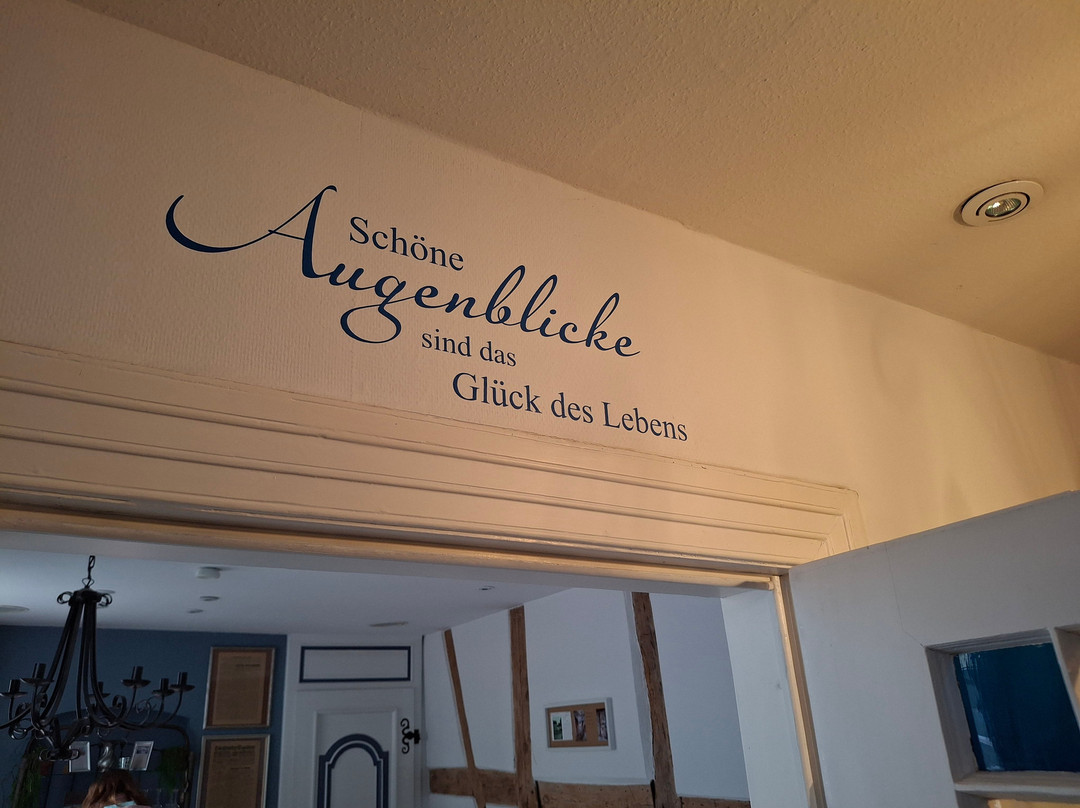 Schöne
Augenblicke
sind das
Glück des Lebens